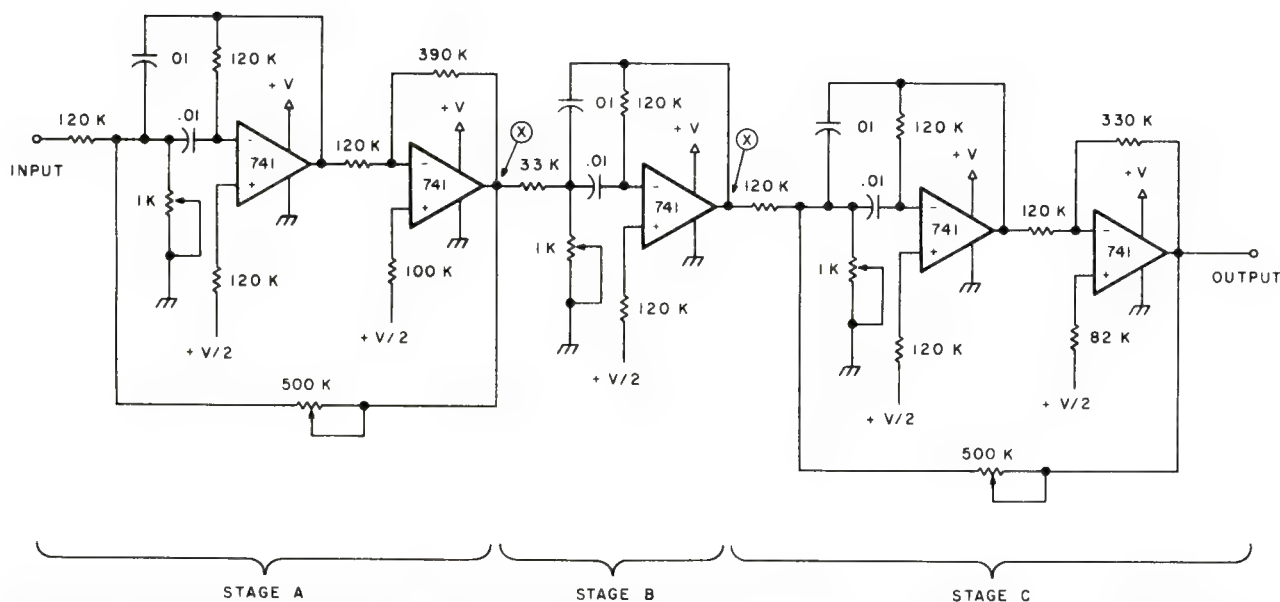 INPUT
120 K
01
120 K
.01
+ V
741
-
+
1 K
120 K
+ V/2
120 K
390 K
+ V
741
-
+
100 K
+ V/2
500 K
X
33 K
01
120 K
.01
+ V
741
-
+
1 K
120 K
+ V/2
X
120 K
01
120 K
.01
+ V
741
-
+
1 K
120 K
+ V/2
120 K
330 K
+V
741
-
+
82 K
+ V/2
500 K
OUTPUT
STAGE A
STAGE B
STAGE C